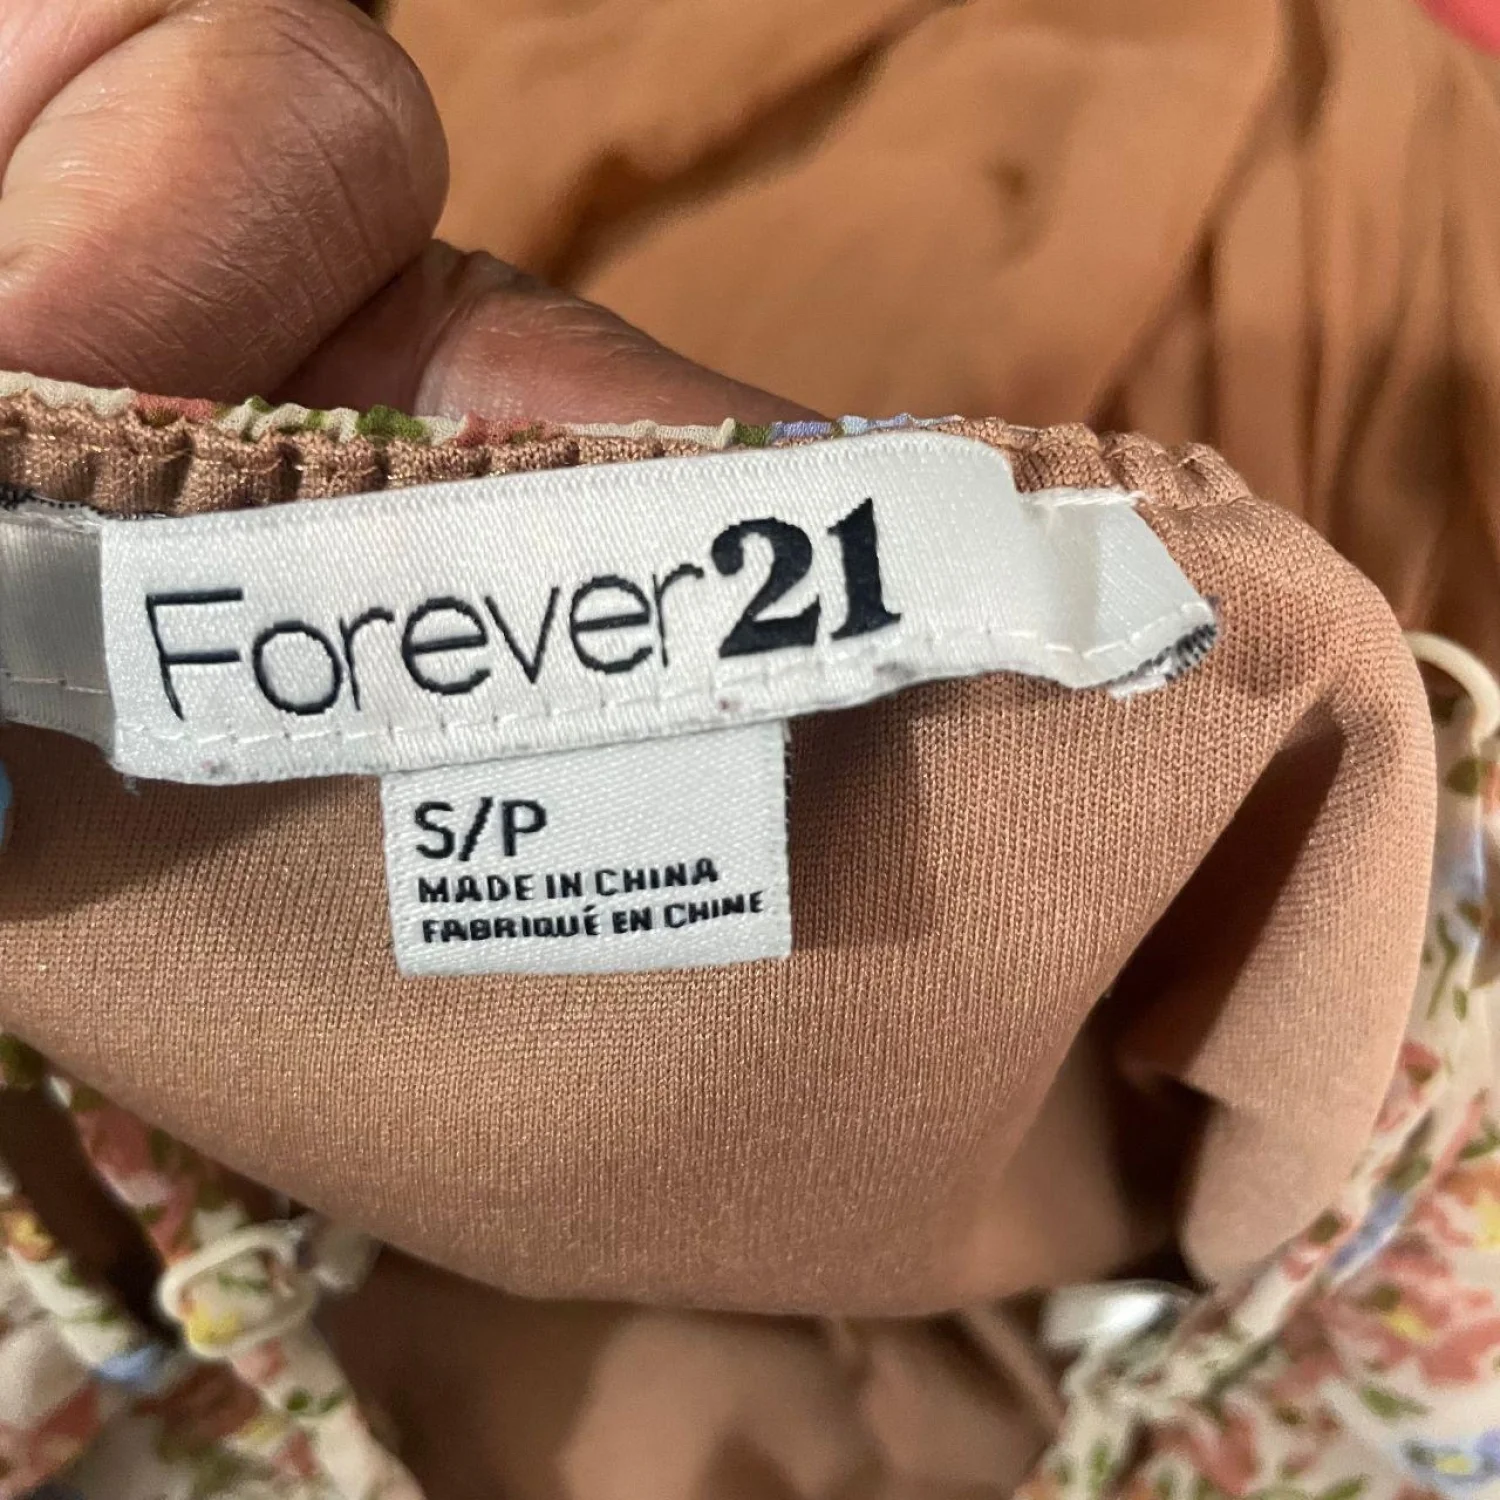 Forever21
S/P
MADE IN CHINA
FABRIQUÉ EN CHINE